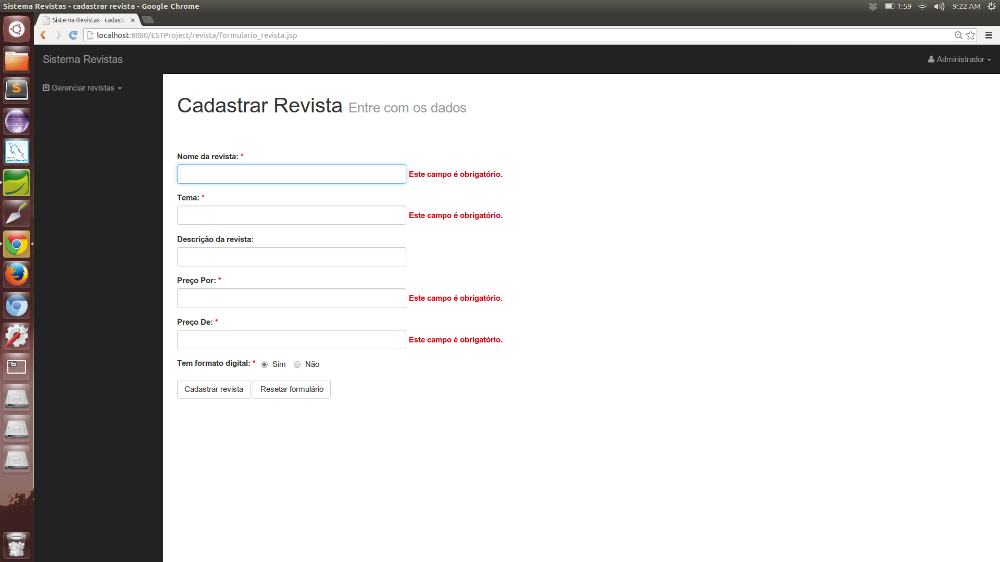 Sistema Revistas - cadastrar revista - Google Chrome
1:59
9:22 AM
Sistema Revistas - cadastr
localhost:8080/ES1Project/revista/formulario_revista.jsp
Sistema Revistas
Administrador
Gerenciar revistas
Cadastrar Revista Entre com os dados
Nome da revista: *
Este campo é obrigatório.
Tema: *
Este campo é obrigatório.
Descrição da revista:
Preço Por: *
Este campo é obrigatório.
Preço De: *
Este campo é obrigatório.
Tem formato digital: * Sim Não
Cadastrar revista Resetar formulário